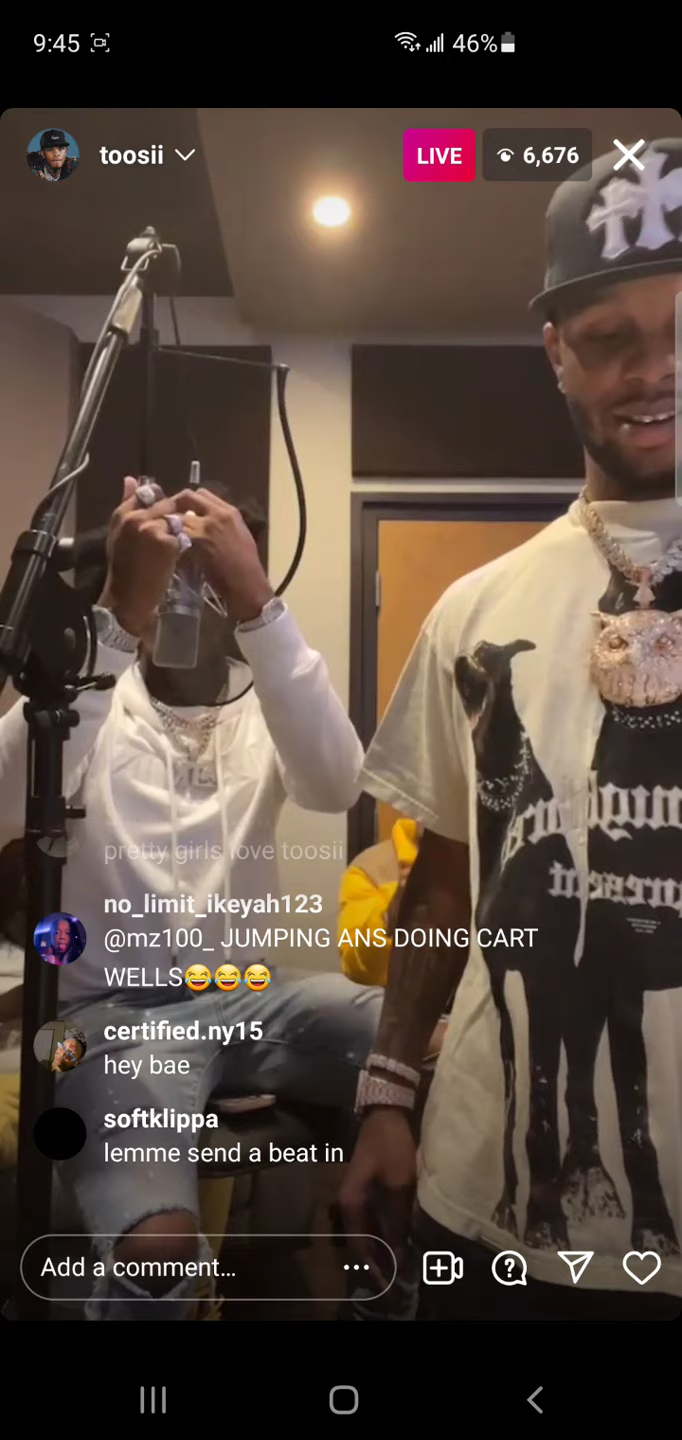 9:45
46%
toosii
LIVE
6,676
pretty girls love toosii
no_limit_ikeyah123
@mz100_ JUMPING ANS DOING CART
WELLS😂😂😂
certified.ny15
hey bae
softklippa
lemme send a beat in
Add a comment...